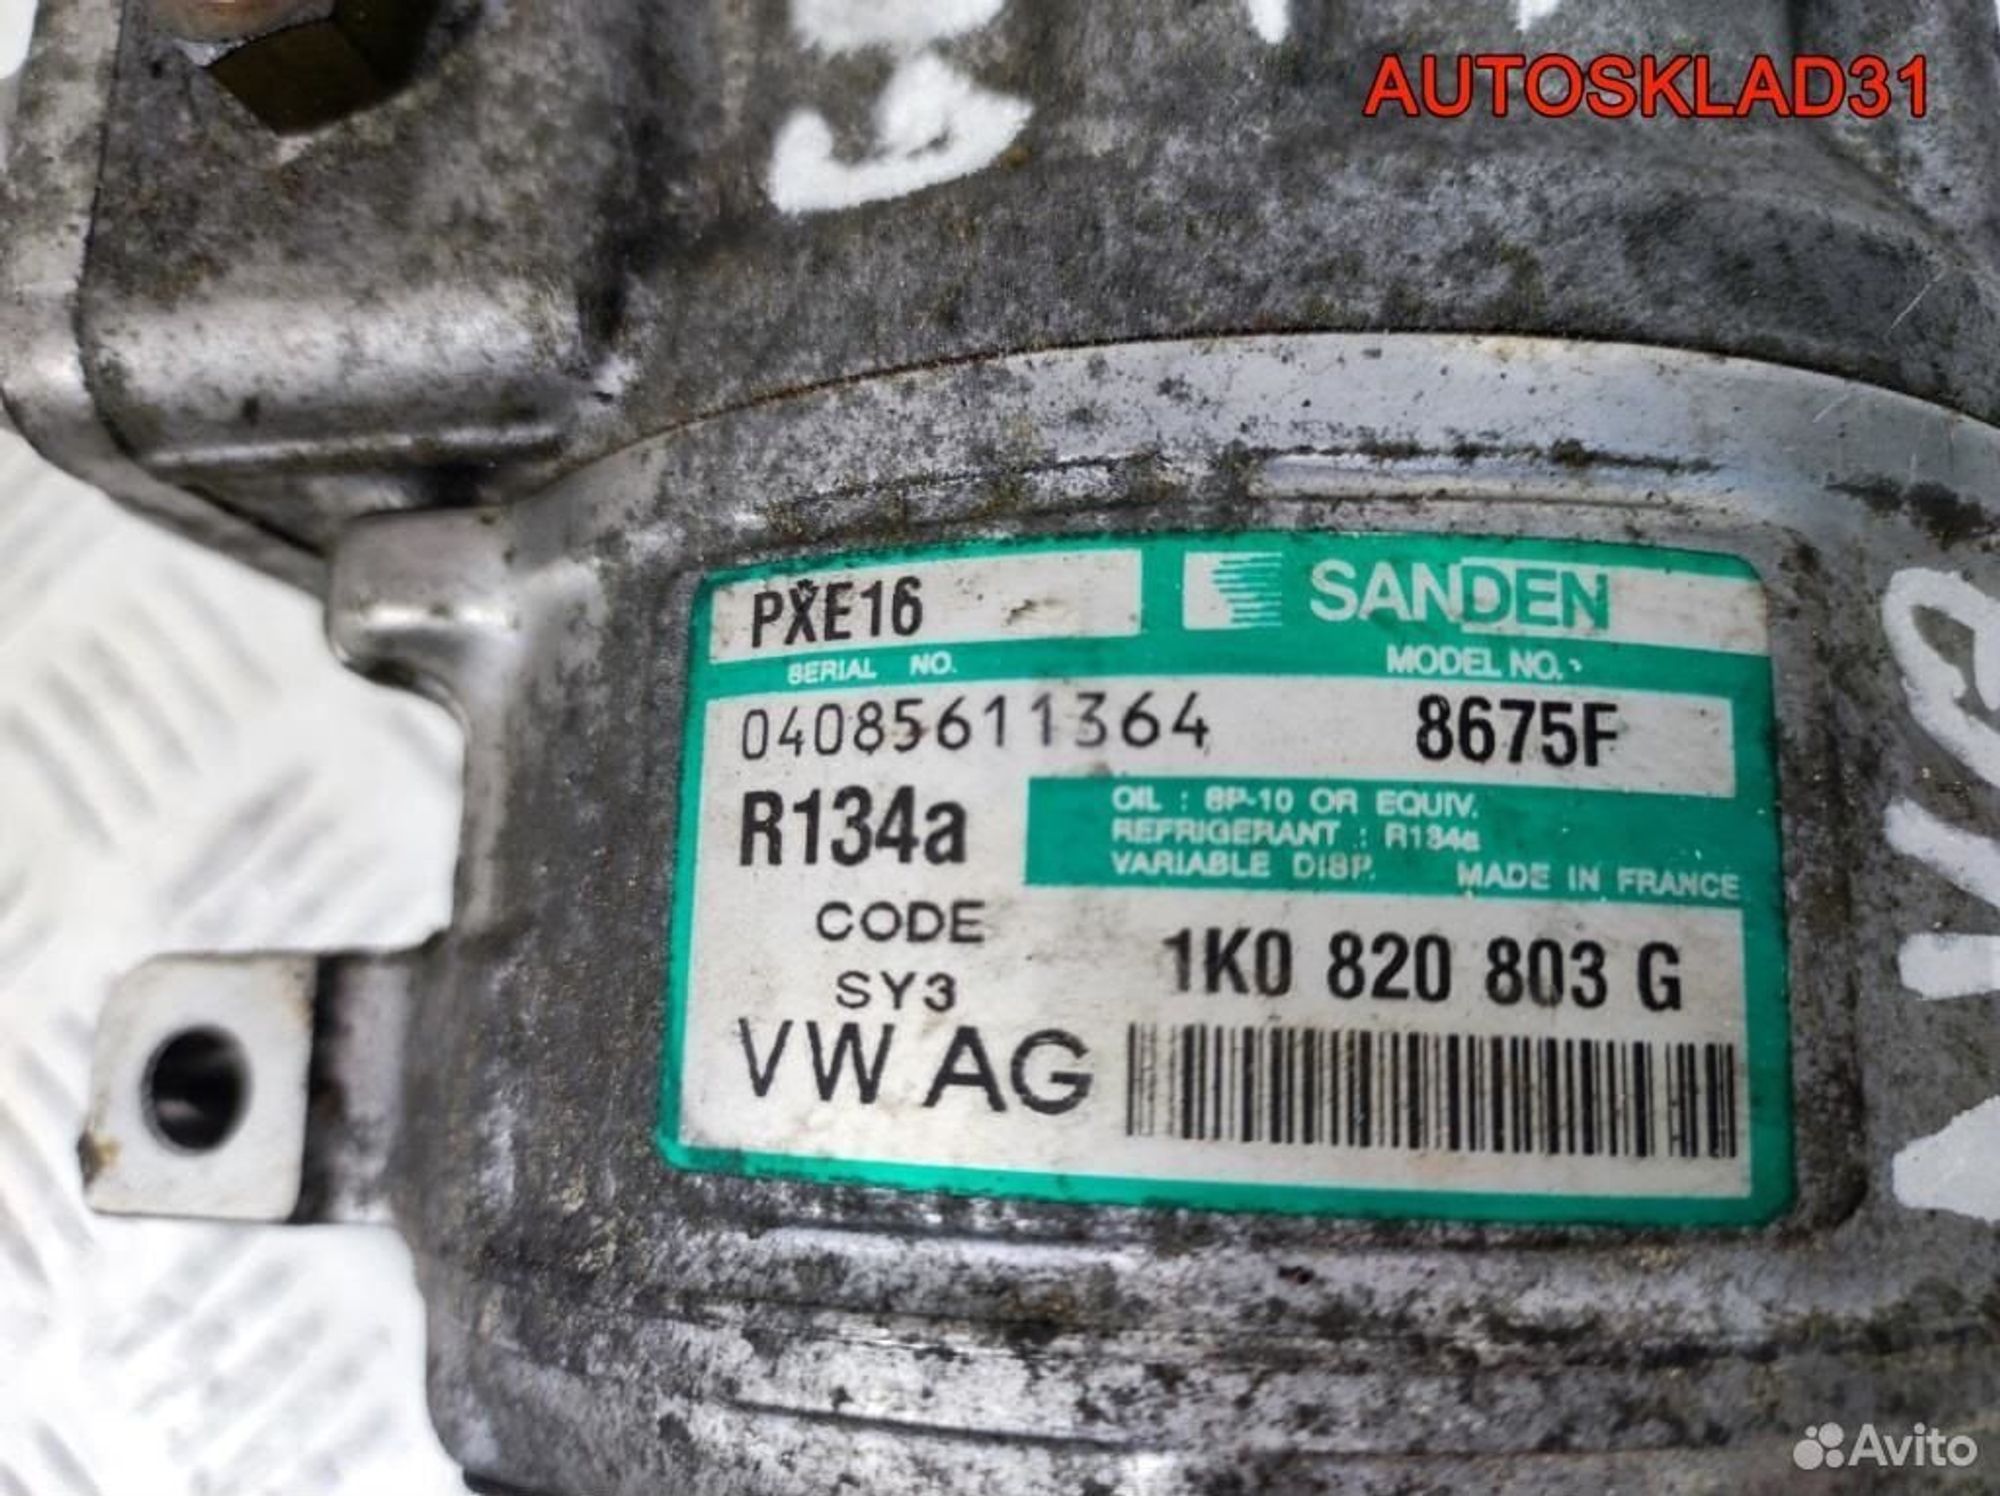 AUTOSKLAD31
PXE16
SANDEN
SERIAL NO.
MODEL NO.
04085611364
8675F
R134a
OIL : SP-10 OR EQUIV.
REFRIGERANT : R134a
VARIABLE DISP.
MADE IN FRANCE
CODE
SY3
1K0 820 803 G
VW AG
Avito